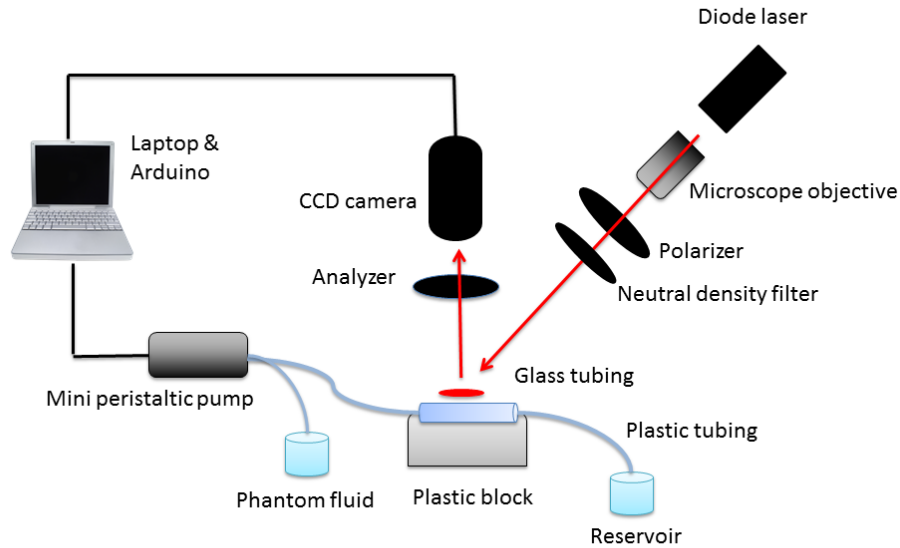 Diode laser
Laptop &
Arduino
CCD camera
Microscope objective
Polarizer
Analyzer
Neutral density filter
Glass tubing
Mini peristaltic pump
Plastic tubing
Phantom fluid
Plastic block
Reservoir